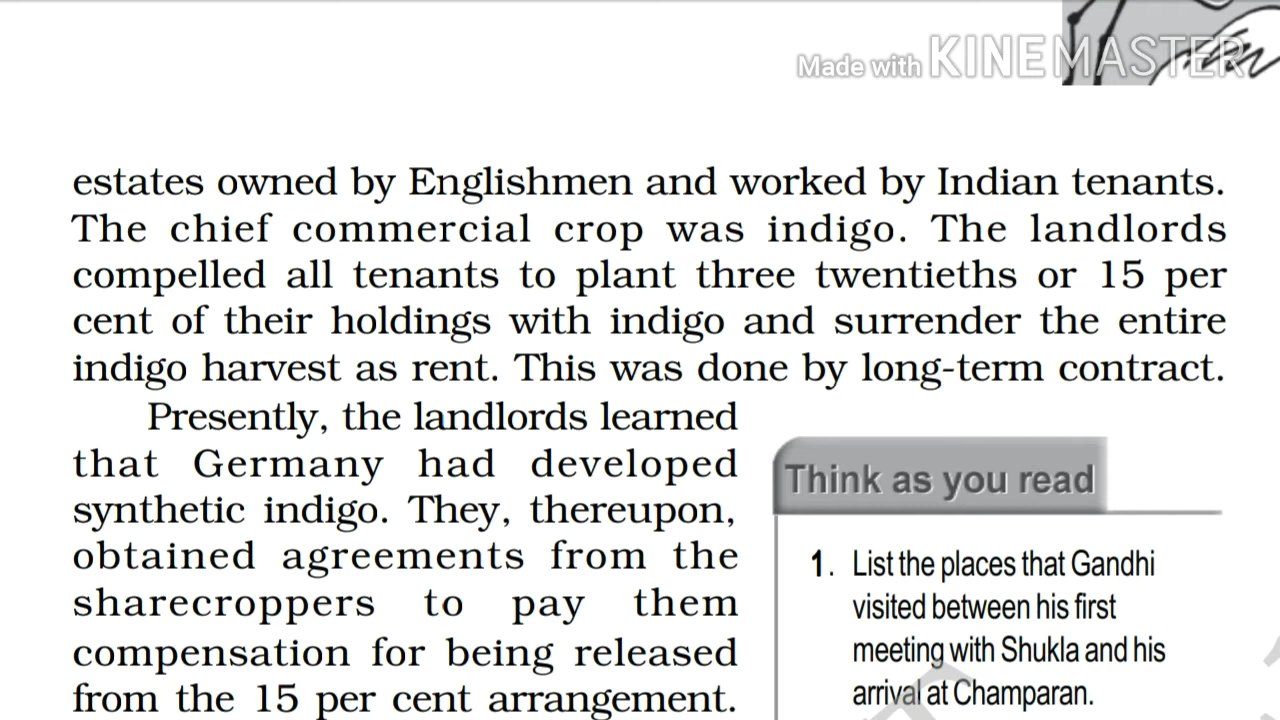 Made with KINEMASTER
estates owned by Englishmen and worked by Indian tenants.
The chief commercial crop was indigo. The landlords
compelled all tenants to plant three twentieths or 15 per
cent of their holdings with indigo and surrender the entire
indigo harvest as rent. This was done by long-term contract.
Presently, the landlords learned
that Germany had developed
synthetic indigo. They, thereupon,
obtained agreements from the
sharecroppers to pay them
compensation for being released
from the 15 per cent arrangement.
Think as you read
1. List the places that Gandhi
visited between his first
meeting with Shukla and his
arrival at Champaran.